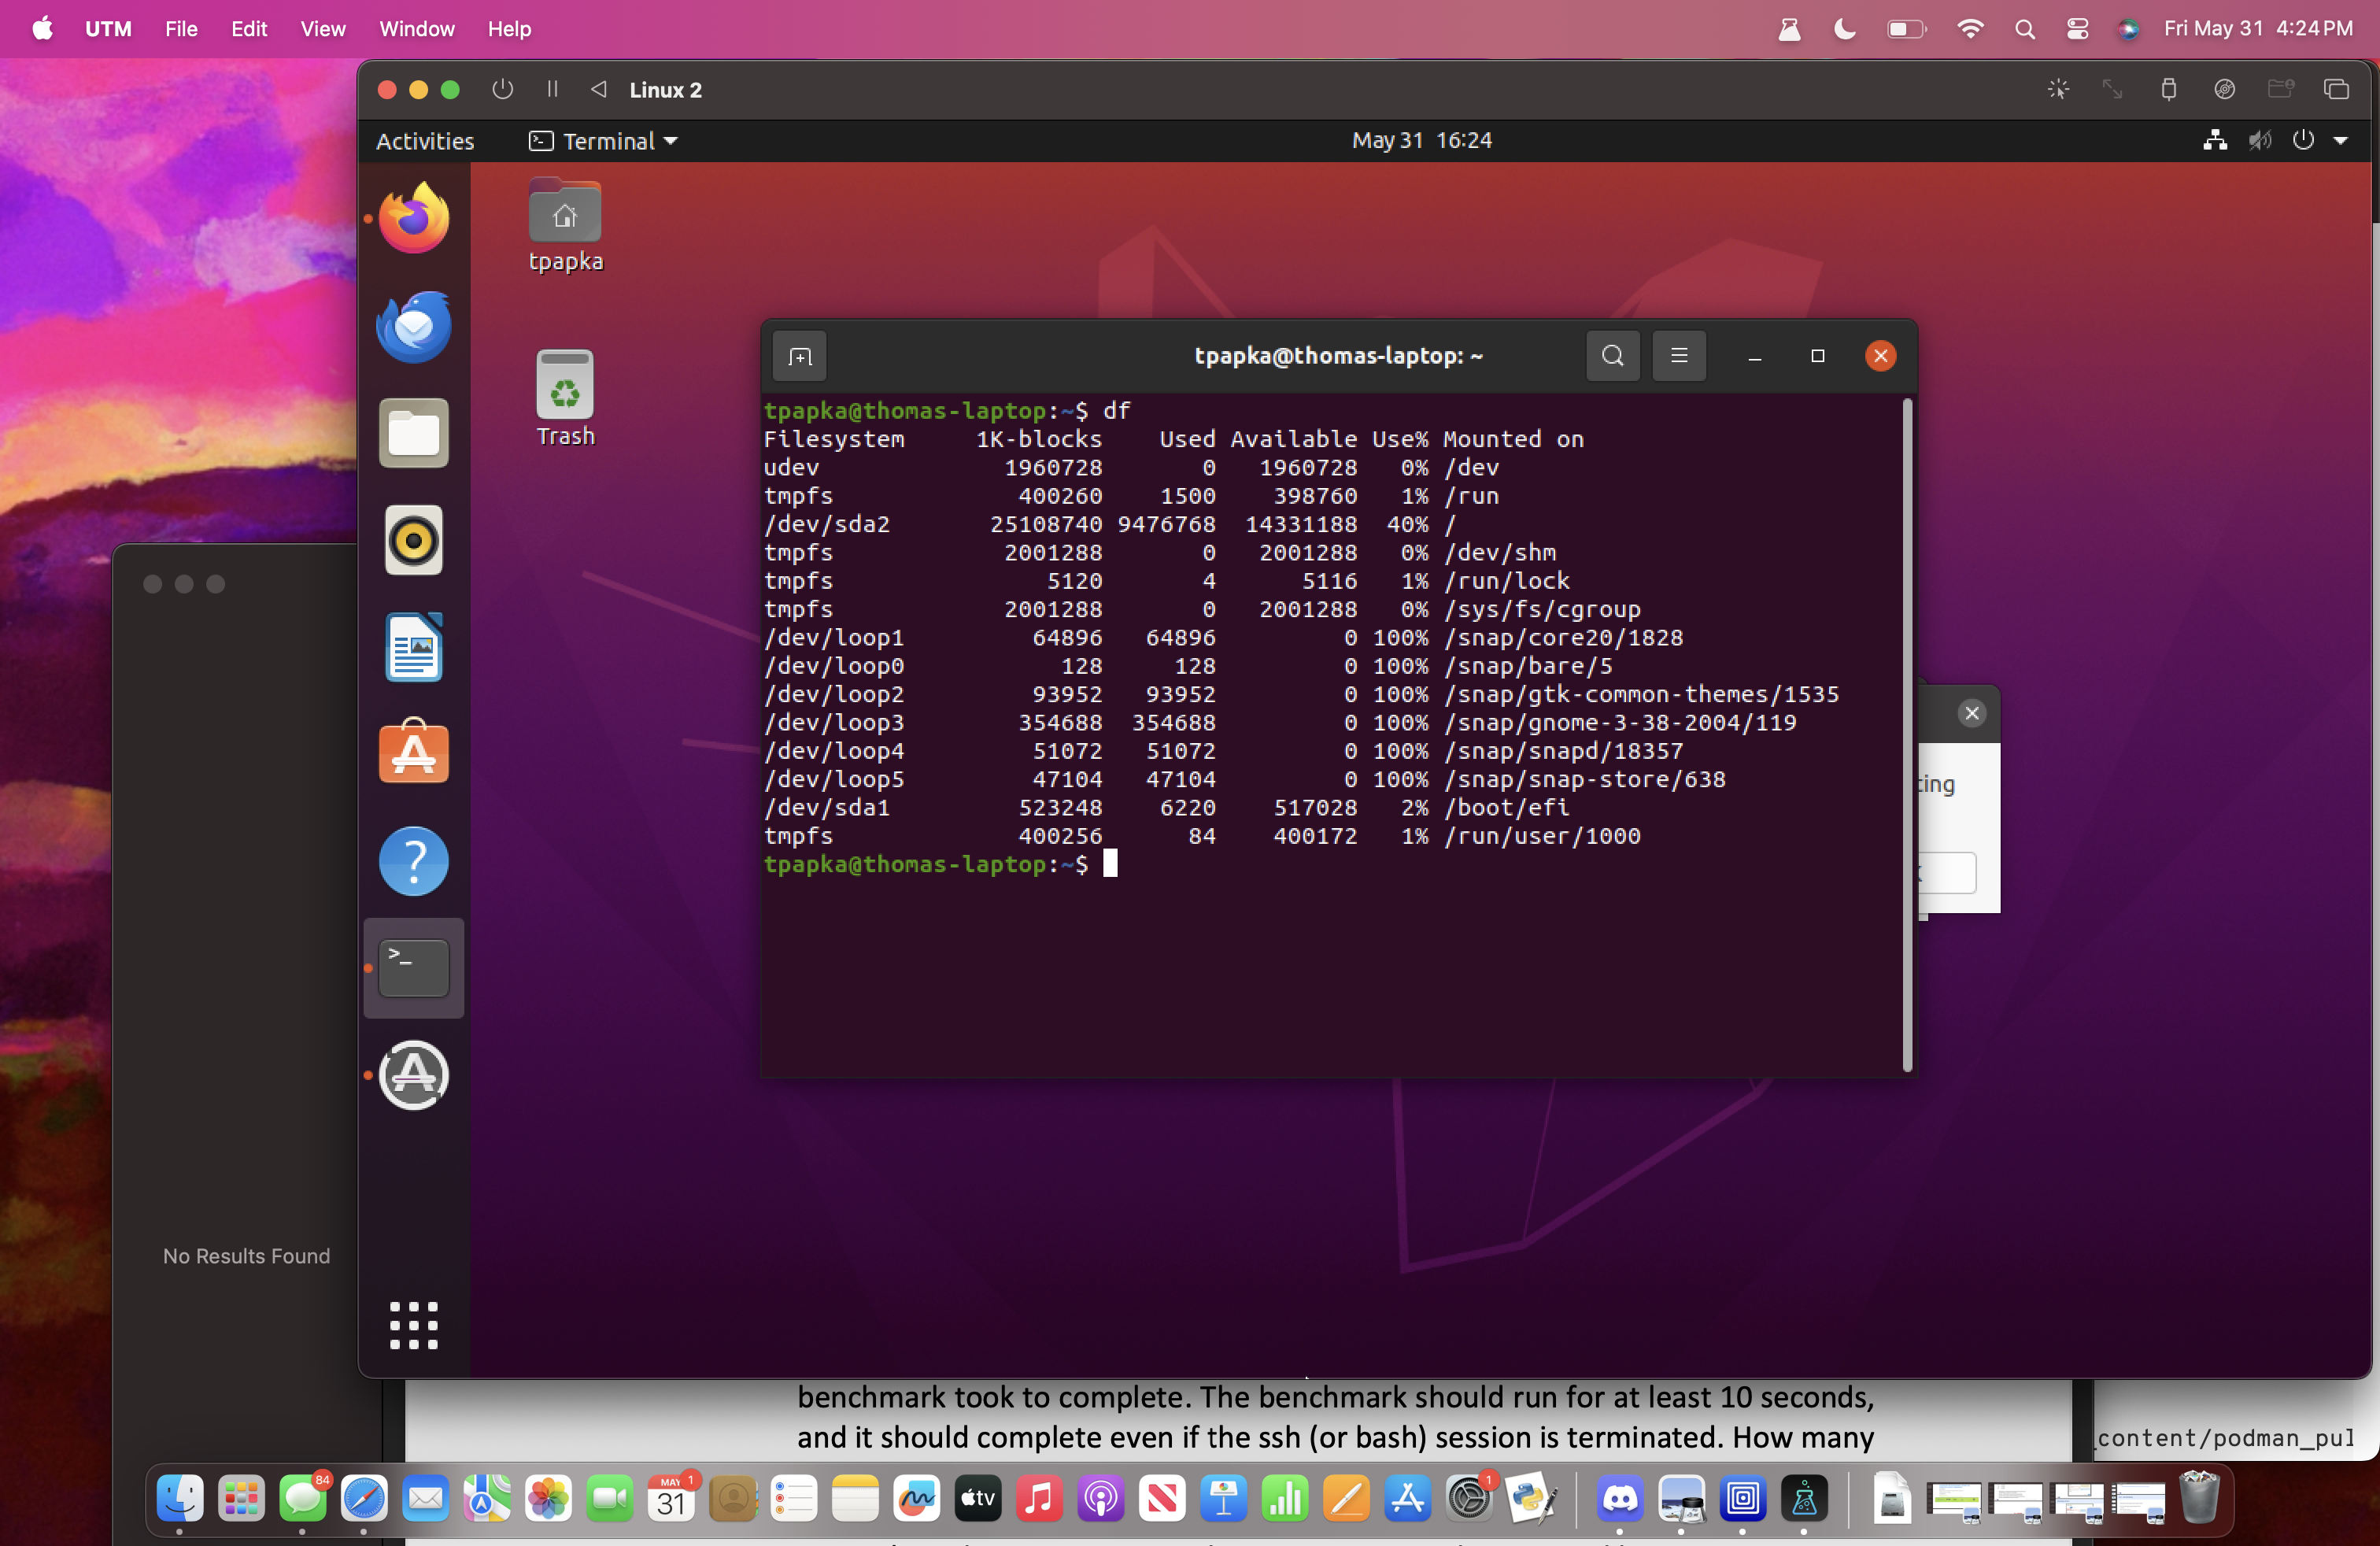 UTM File Edit View Window Help Fri May 31 4:24 PM
Linux 2
Activities Terminal May 31 16:24
tpapka
Trash
tpapka@thomas-laptop: ~
tpapka@thomas-laptop:~$ df
Filesystem 1K-blocks Used Available Use% Mounted on
udev 1960728 0 1960728 0% /dev
tmpfs 400260 1500 398760 1% /run
/dev/sda2 25108740 9476768 14331188 40% /
tmpfs 2001288 0 2001288 0% /dev/shm
tmpfs 5120 4 5116 1% /run/lock
tmpfs 2001288 0 2001288 0% /sys/fs/cgroup
/dev/loop1 64896 64896 0 100% /snap/core20/1828
/dev/loop0 128 128 0 100% /snap/bare/5
/dev/loop2 93952 93952 0 100% /snap/gtk-common-themes/1535
/dev/loop3 354688 354688 0 100% /snap/gnome-3-38-2004/119
/dev/loop4 51072 51072 0 100% /snap/snapd/18357
/dev/loop5 47104 47104 0 100% /snap/snap-store/638
/dev/sda1 523248 6220 517028 2% /boot/efi
tmpfs 400256 84 400172 1% /run/user/1000
tpapka@thomas-laptop:~$
ting
No Results Found
benchmark took to complete. The benchmark should run for at least 10 seconds,
and it should complete even if the ssh (or bash) session is terminated. How many
_content/podman_pul
84
MAY 1
31
tv
1